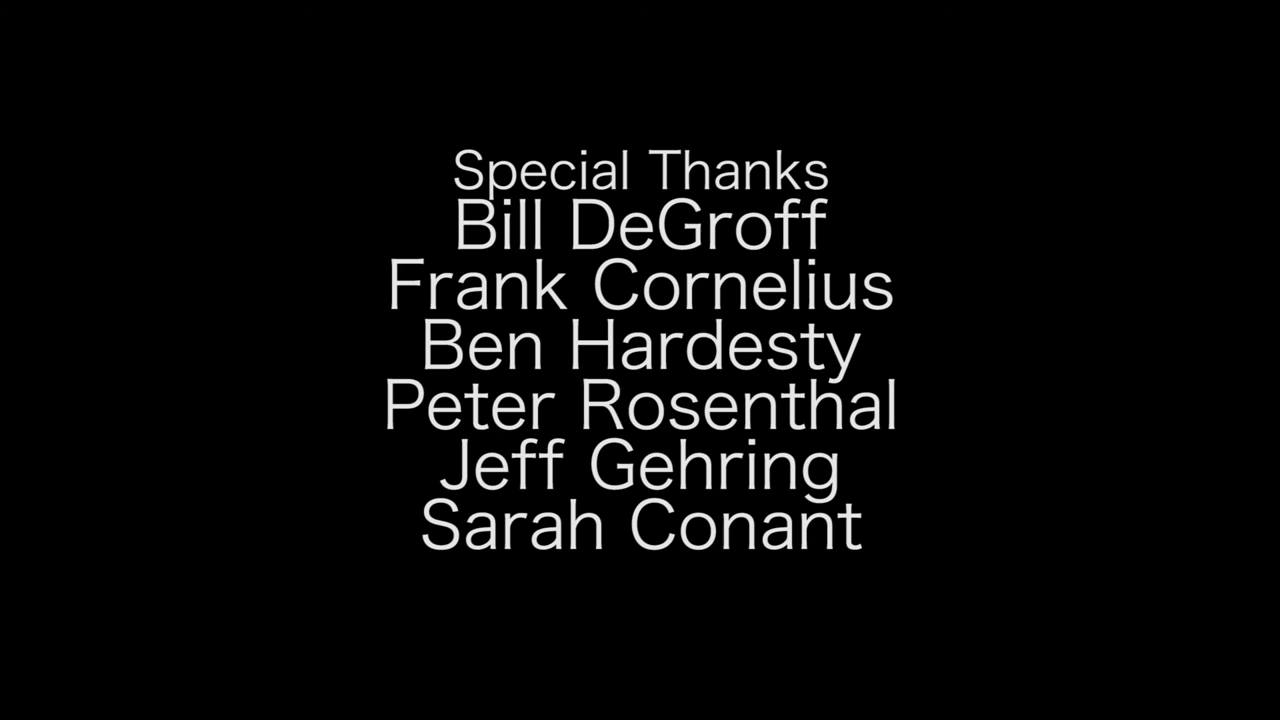 Special Thanks
Bill DeGroff
Frank Cornelius
Ben Hardesty
Peter Rosenthal
Jeff Gehring
Sarah Conant